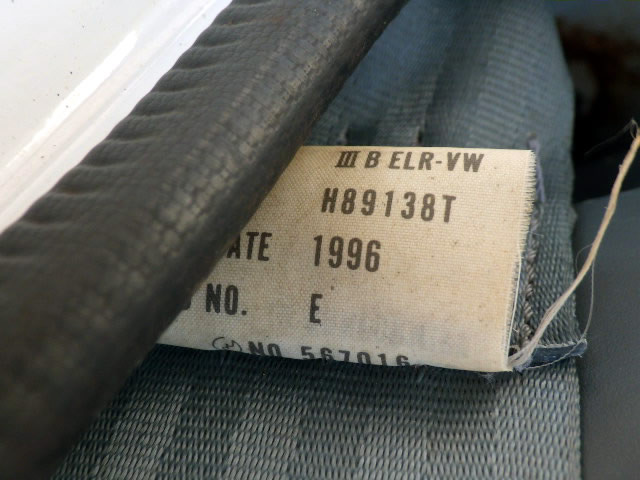 III B ELR-VW
H89138T
ATE 1996
NO. E
NO 567016